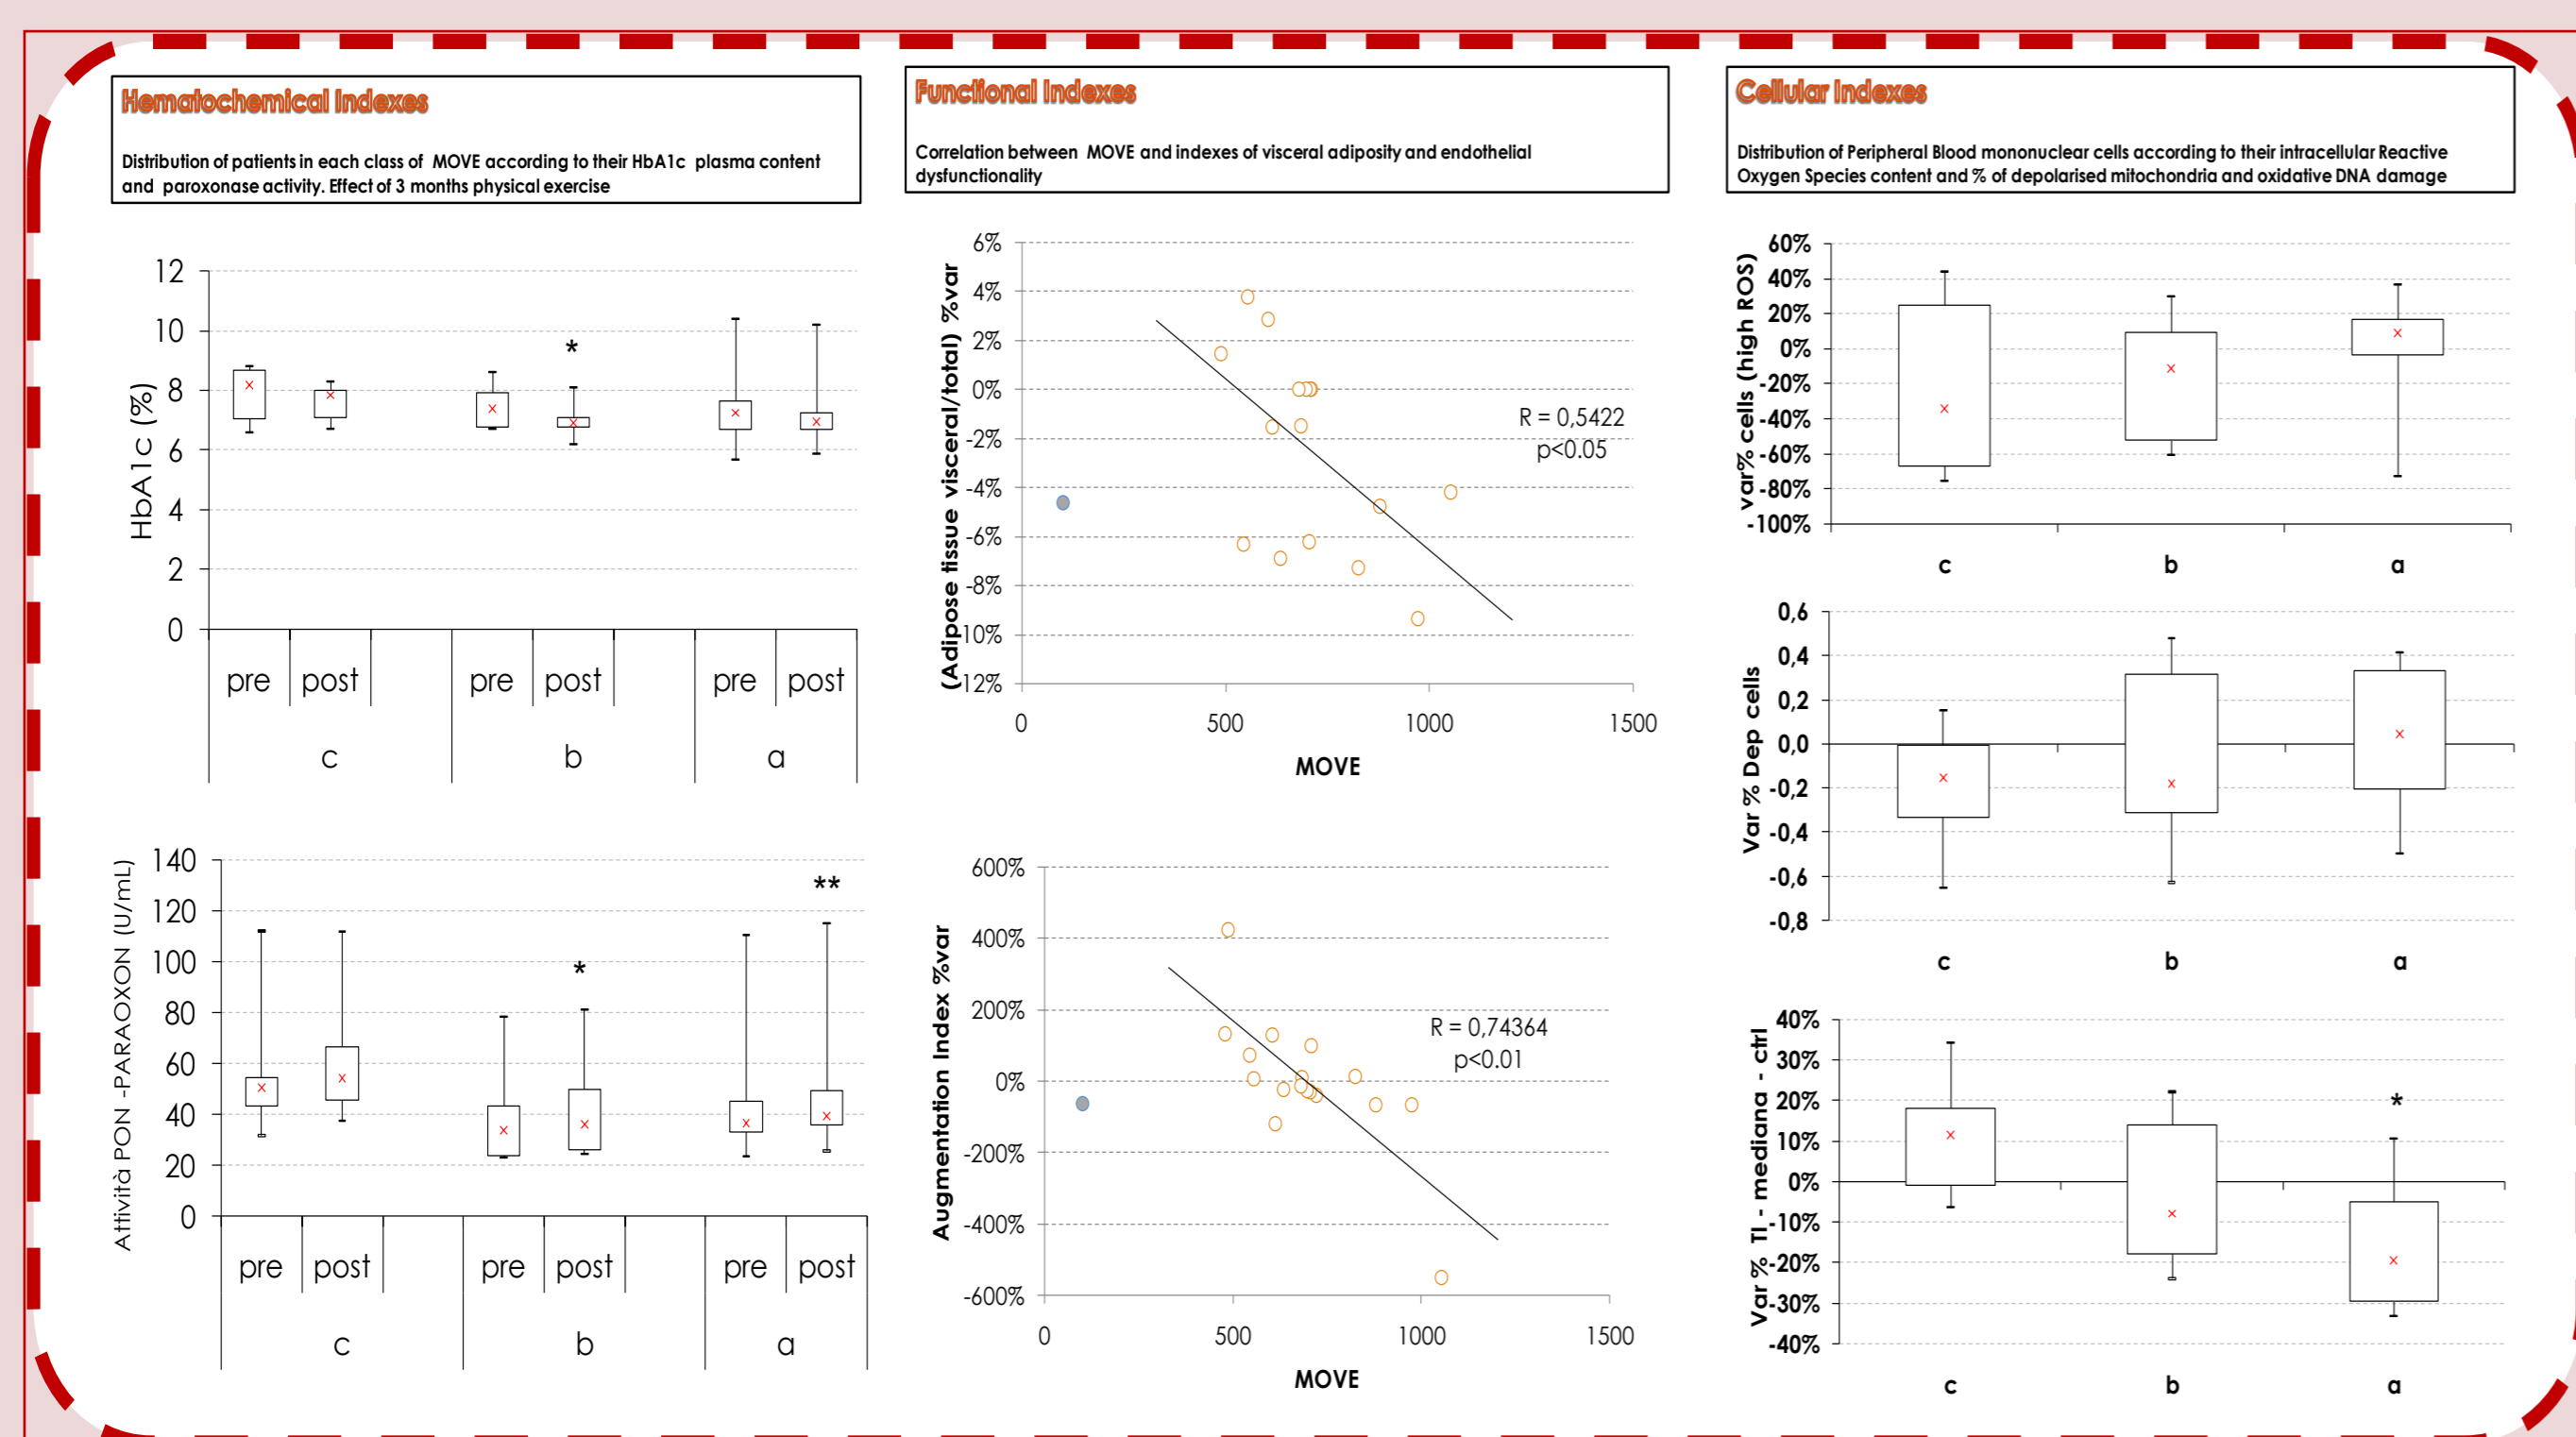 Hematochemical Indexes
Distribution of patients in each class of MOVE according to their HbA1c plasma content
and paroxonase activity. Effect of 3 months physical exercise
HbA1c (%)
12
10
8
6
4
2
0
*
pre post pre post pre post
c b a
Attività PON -PARAOXON (U/mL)
140
120
100
80
60
40
20
0
*
**
pre post pre post pre post
c b a
Functional Indexes
Correlation between MOVE and indexes of visceral adiposity and endothelial
dysfunctionality
(Adipose tissue visceral/total) %var
6%
4%
2%
0%
-2%
-4%
-6%
-8%
-10%
-12%
R = 0,5422
p<0.05
0 500 1000 1500
MOVE
Augmentation Index %var
600%
400%
200%
0%
-200%
-400%
-600%
R = 0,74364
p<0.01
0 500 1000 1500
MOVE
Cellular Indexes
Distribution of Peripheral Blood mononuclear cells according to their intracellular Reactive
Oxygen Species content and % of depolarised mitochondria and oxidative DNA damage
var% cells (high ROS)
60%
40%
20%
0%
-20%
-40%
-60%
-80%
-100%
c b a
Var % Dep cells
0,6
0,4
0,2
0,0
-0,2
-0,4
-0,6
-0,8
c b a
Var % TI - mediana - ctrl
40%
30%
20%
10%
0%
-10%
-20%
-30%
-40%
*
c b a